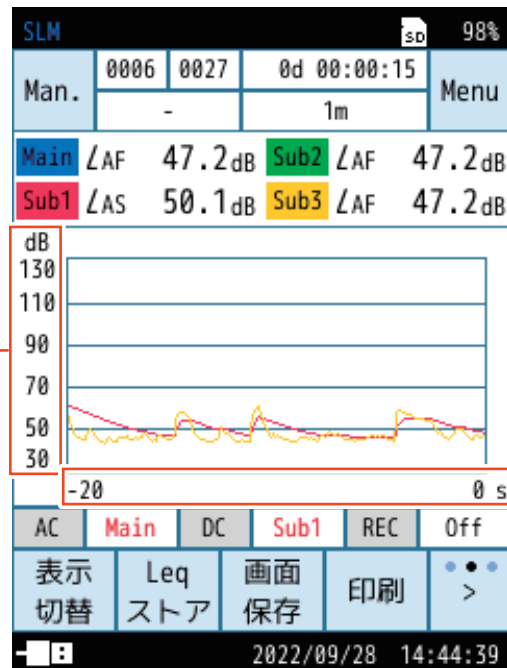 SLM SD 98%
Man. 0006 0027 0d 00:00:15 Menu
- 1m
Main LAF 47.2dB Sub2 LAF 47.2dB
Sub1 LAS 50.1dB Sub3 LAF 47.2dB
dB
130
110
90
70
50
30
-20 0 s
AC Main DC Sub1 REC Off
表示切替 Leqストア 画面保存 印刷 >
2022/09/28 14:44:39